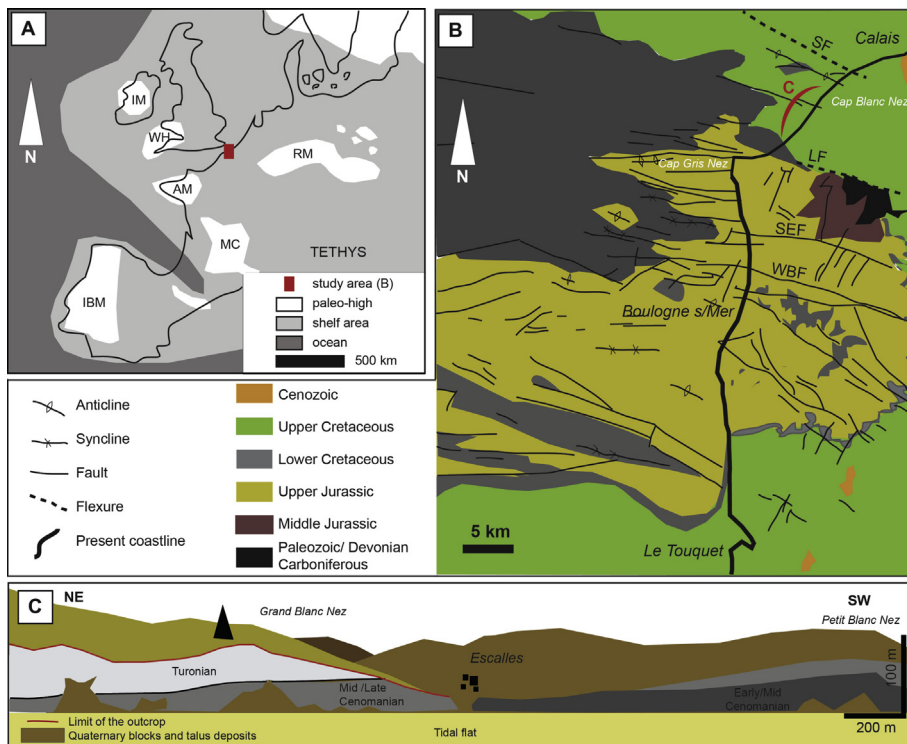 A
IM
WH
RM
AM
MC
TETHYS
IBM
N
study area (B)
paleo-high
shelf area
ocean
500 km
Anticline
Syncline
Fault
Flexure
Present coastline
Cenozoic
Upper Cretaceous
Lower Cretaceous
Upper Jurassic
Middle Jurassic
Paleozoic/ Devonian
Carboniferous
B
SF
Calais
C
Cap Blanc Nez
N
LF
Cap Gris Nez
SEF
WBF
Boulogne s/Mer
5 km
Le Touquet
C
NE
SW
Grand Blanc Nez
Petit Blanc Nez
Escalles
Turonian
Mid /Late
Cenomanian
Early/Mid
Cenomanian
100 m
Limit of the outcrop
Quaternary blocks and talus deposits
Tidal flat
200 m